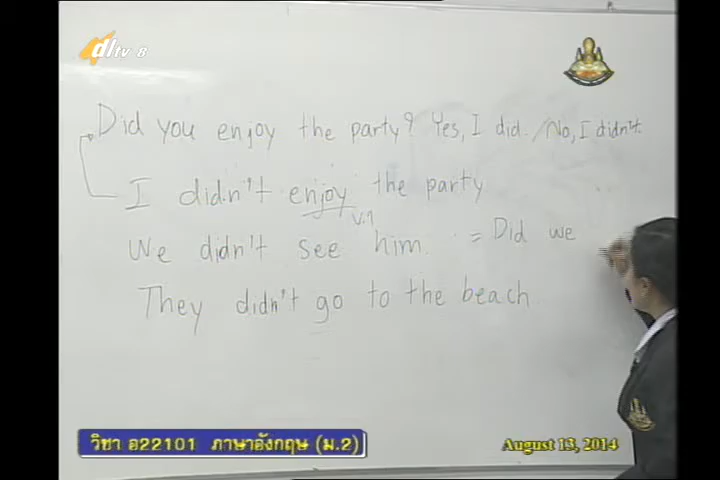 dltv-8
Did you enjoy the party? Yes, I did. / No, I didn't.
I didn't enjoy the party
v.1
We didn't see him. = Did we
They didn't go to the beach.
วิชา อ22101 ภาษาอังกฤษ (ม.2)
August 13, 2014